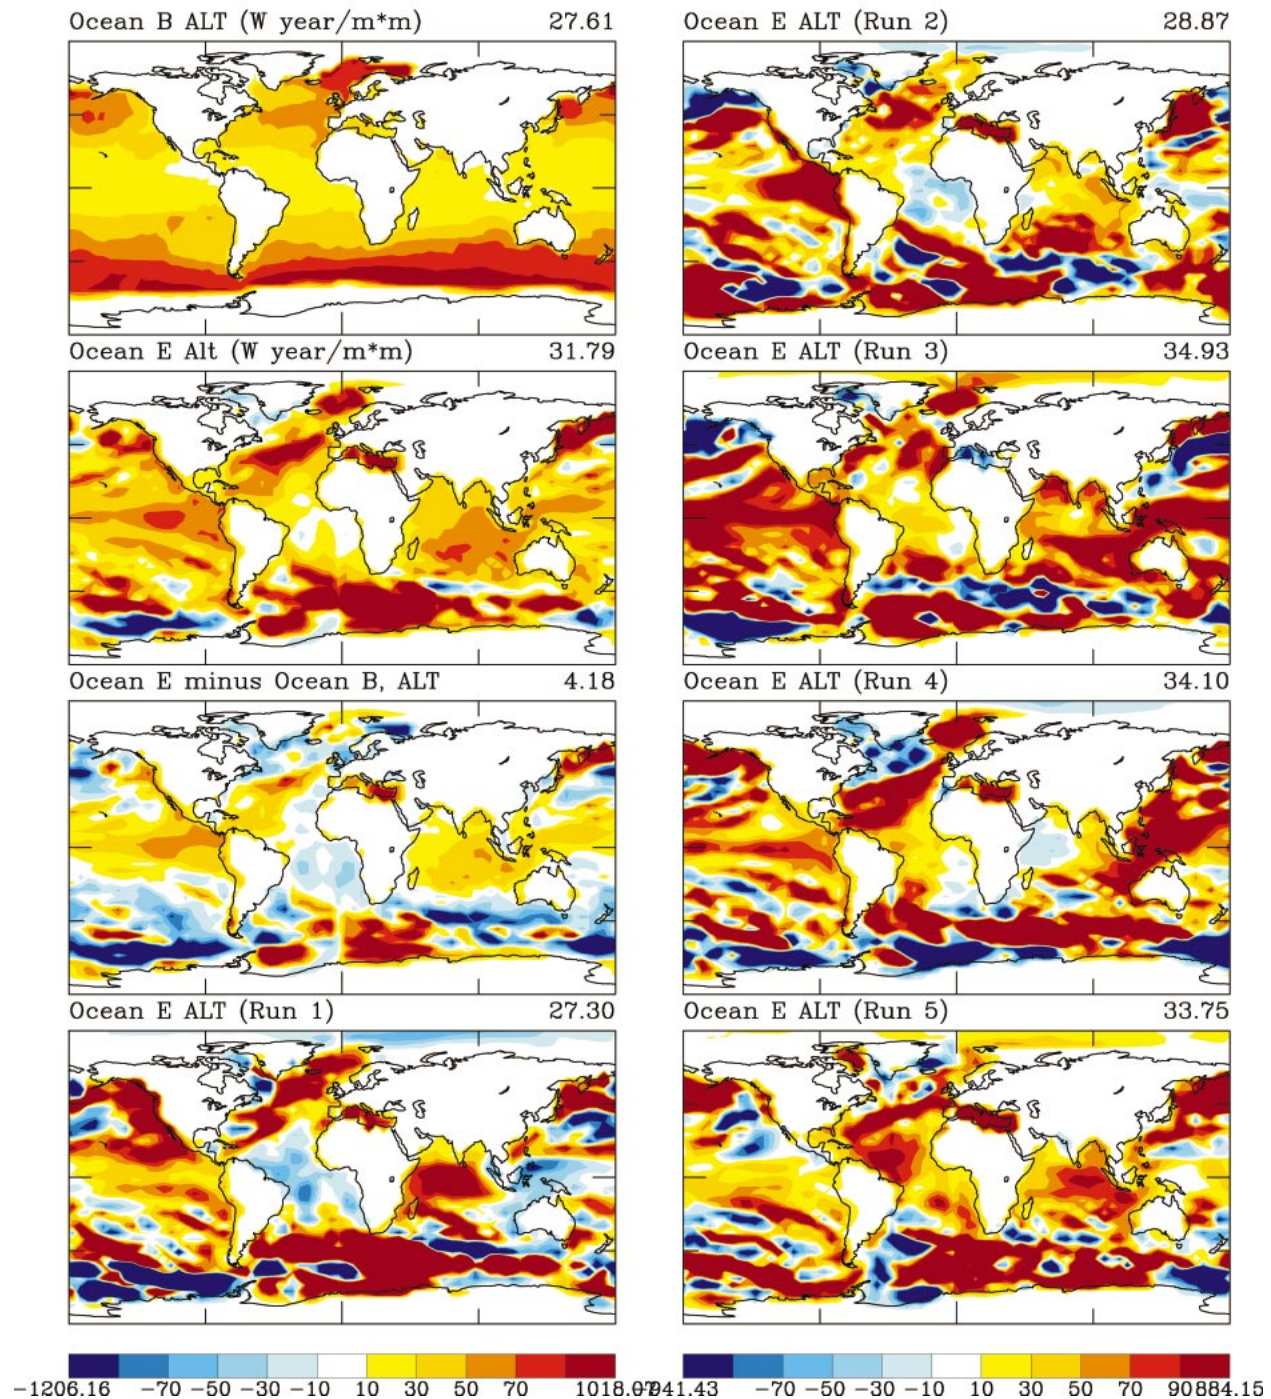 Ocean B ALT (W year/m*m) 27.61
Ocean E Alt (W year/m*m) 31.79
Ocean E minus Ocean B, ALT 4.18
Ocean E ALT (Run 1) 27.30
-1206.16 -70 -50 -30 -10 10 30 50 70
Ocean E ALT (Run 2) 28.87
Ocean E ALT (Run 3) 34.93
Ocean E ALT (Run 4) 34.10
Ocean E ALT (Run 5) 33.75
-70 -50 -30 -10 10 30 50 70